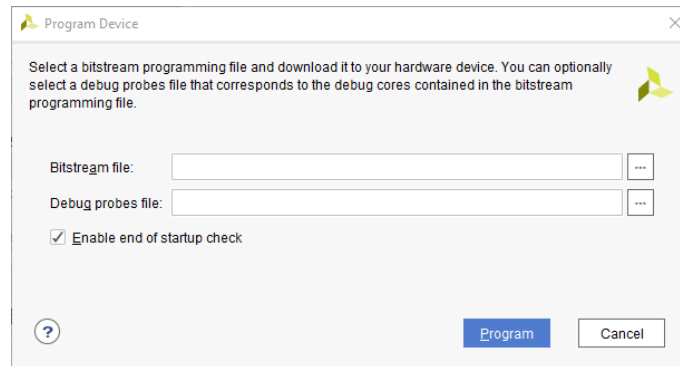 Program Device
Select a bitstream programming file and download it to your hardware device. You can optionally
select a debug probes file that corresponds to the debug cores contained in the bitstream
programming file.
Bitstream file:
...
Debug probes file:
...
Enable end of startup check
?
Program
Cancel